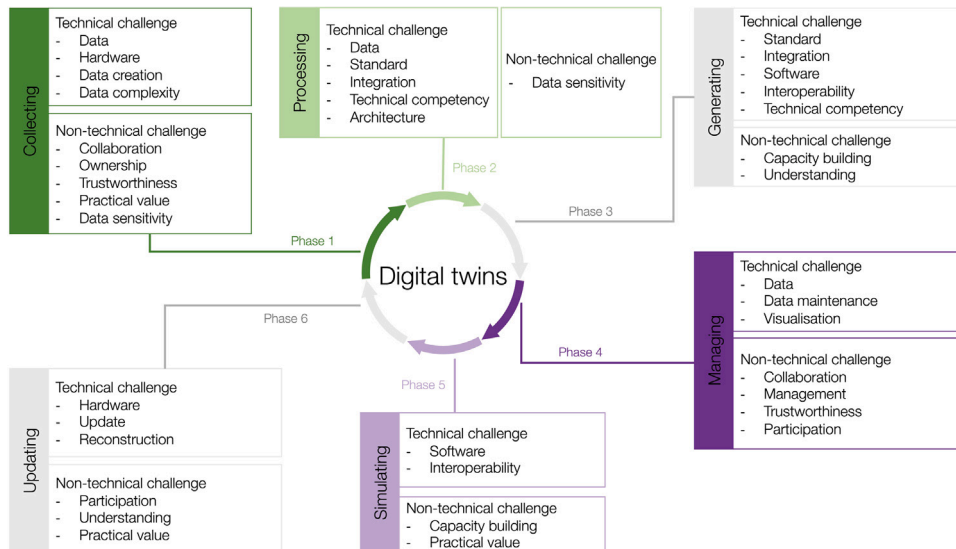 Collecting
Technical challenge
- Data
- Hardware
- Data creation
- Data complexity
Non-technical challenge
- Collaboration
- Ownership
- Trustworthiness
- Practical value
- Data sensitivity
Phase 1
Processing
Technical challenge
- Data
- Standard
- Integration
- Technical competency
- Architecture
Non-technical challenge
- Data sensitivity
Phase 2
Generating
Technical challenge
- Standard
- Integration
- Software
- Interoperability
- Technical competency
Non-technical challenge
- Capacity building
- Understanding
Phase 3
Digital twins
Managing
Technical challenge
- Data
- Data maintenance
- Visualisation
Non-technical challenge
- Collaboration
- Management
- Trustworthiness
- Participation
Phase 4
Simulating
Technical challenge
- Software
- Interoperability
Non-technical challenge
- Capacity building
- Practical value
Phase 5
Updating
Technical challenge
- Hardware
- Update
- Reconstruction
Non-technical challenge
- Participation
- Understanding
- Practical value
Phase 6